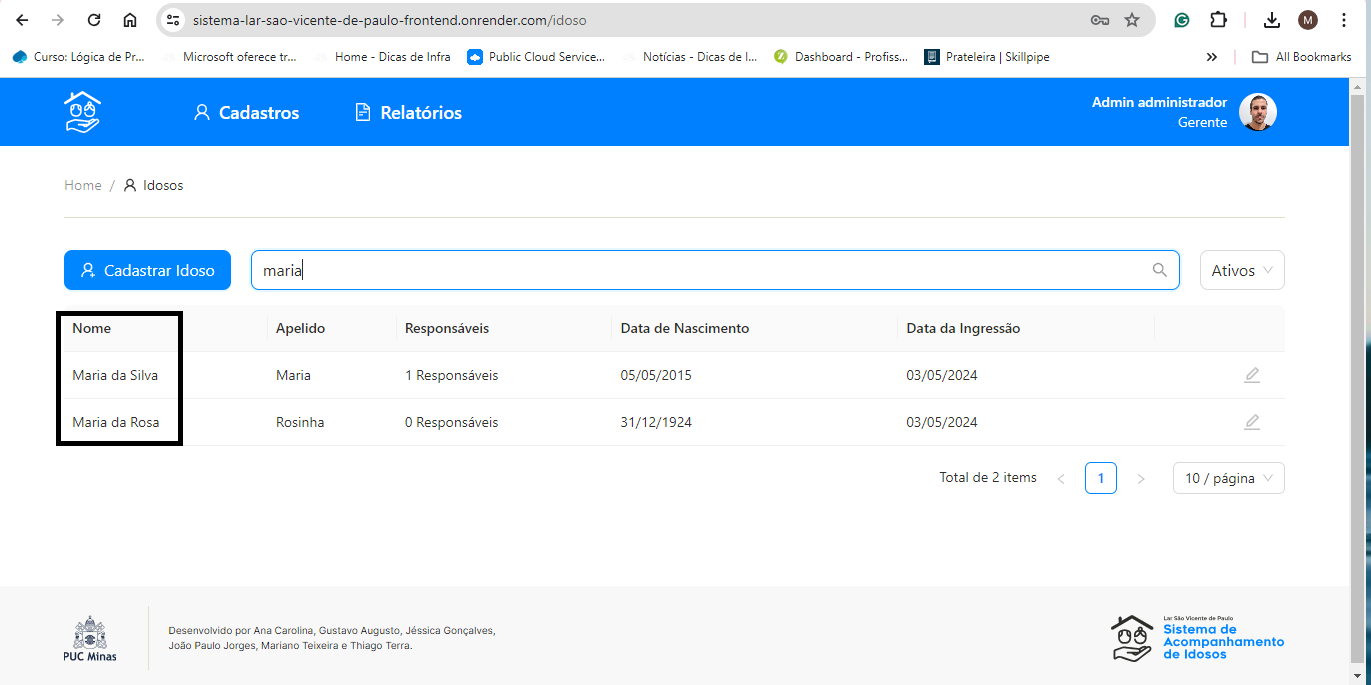 sistema-lar-sao-vicente-de-paulo-frontend.onrender.com/idoso
M
Curso: Lógica de Pr... Microsoft oferece tr... Home - Dicas de Infra Public Cloud Service... Notícias - Dicas de I... Dashboard - Profiss... Prateleira | Skillpipe » All Bookmarks
Cadastros Relatórios
Admin administrador
Gerente
Home / Idosos
Cadastrar Idoso maria Ativos
Nome Apelido Responsáveis Data de Nascimento Data da Ingressão
Maria da Silva Maria 1 Responsáveis 05/05/2015 03/05/2024
Maria da Rosa Rosinha 0 Responsáveis 31/12/1924 03/05/2024
Total de 2 items < 1 > 10 / página
PUC Minas
Desenvolvido por Ana Carolina, Gustavo Augusto, Jéssica Gonçalves,
João Paulo Jorges, Mariano Teixeira e Thiago Terra.
Lar São Vicente de Paulo
Sistema de
Acompanhamento
de Idosos